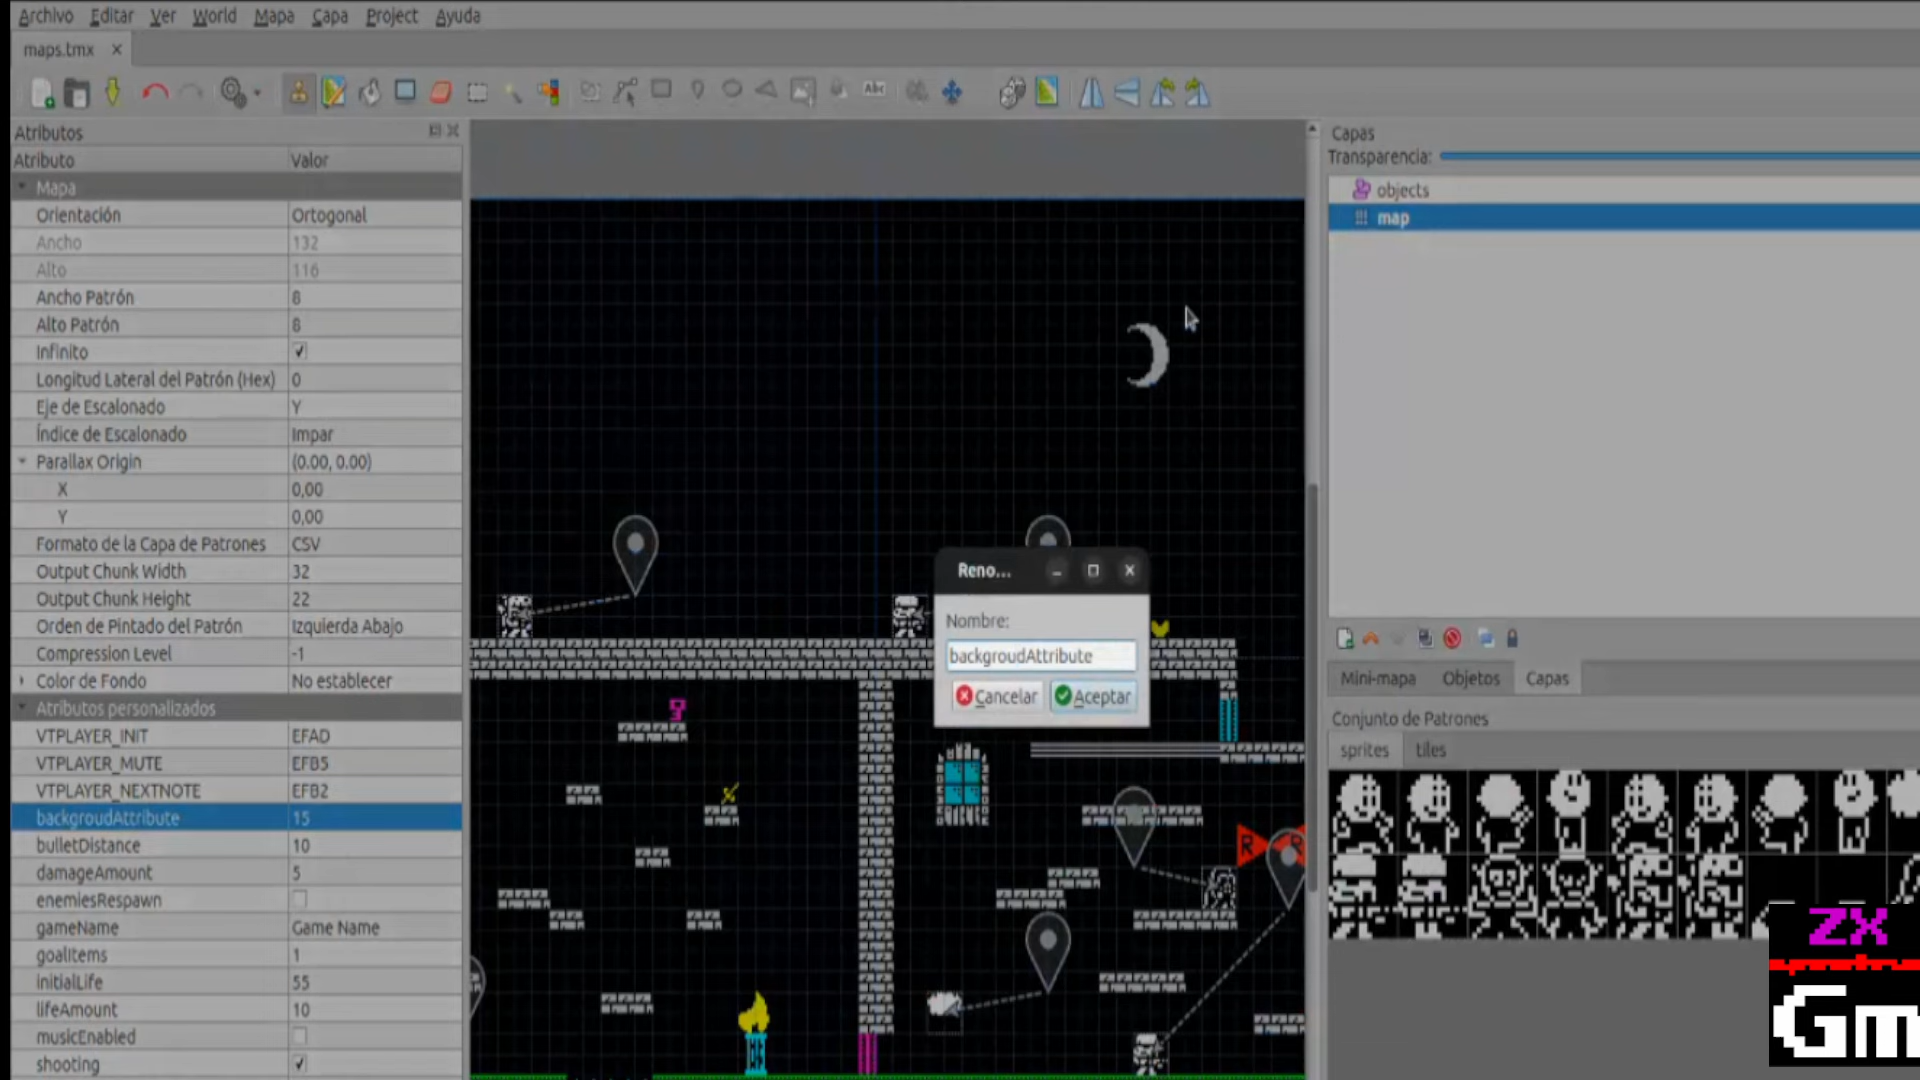 Archivo Editar Ver World Mapa Capa Project Ayuda
maps.tmx
Abc
Atributos
Atributo Valor
Mapa
Orientación Ortogonal
Ancho 132
Alto 116
Ancho Patrón 8
Alto Patrón 8
Infinito
Longitud Lateral del Patrón (Hex) 0
Eje de Escalonado Y
Índice de Escalonado Impar
Parallax Origin (0.00, 0.00)
X 0,00
Y 0,00
Formato de la Capa de Patrones CSV
Output Chunk Width 32
Output Chunk Height 22
Orden de Pintado del Patrón Izquierda Abajo
Compression Level -1
Color de Fondo No establecer
Atributos personalizados
VTPLAYER_INIT EFAD
VTPLAYER_MUTE EFB5
VTPLAYER_NEXTNOTE EFB2
backgroudAttribute 15
bulletDistance 10
damageAmount 5
enemiesRespawn
gameName Game Name
goalItems 1
initialLife 55
lifeAmount 10
musicEnabled
shooting
Reno...
Nombre:
backgroudAttribute
Cancelar Aceptar
R R
Capas
Transparencia:
objects
map
Mini-mapa Objetos Capas
Conjunto de Patrones
sprites tiles
ZX
Gm